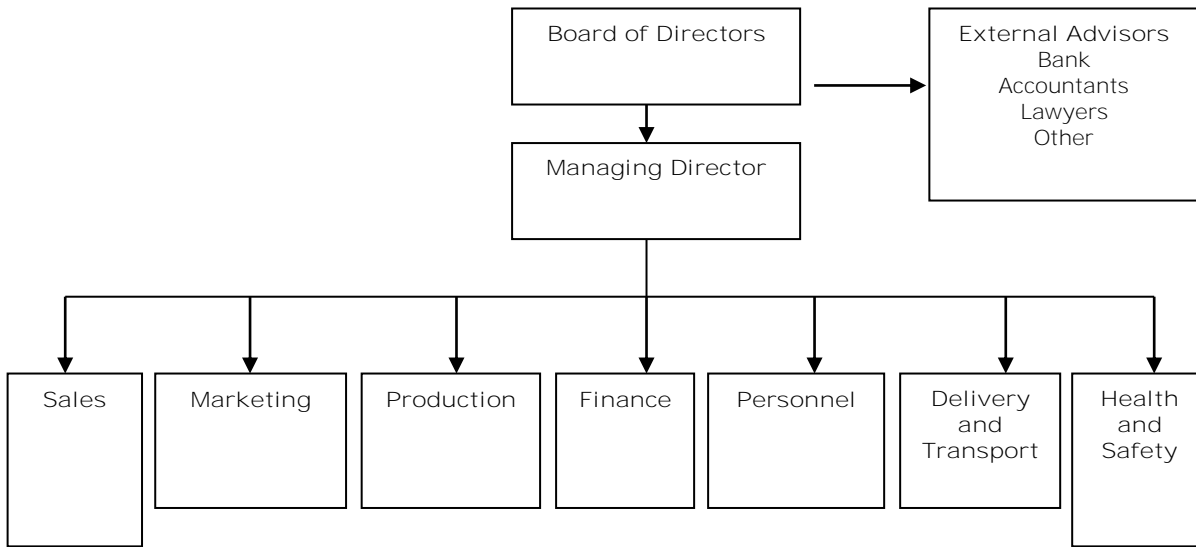 Board of Directors
External Advisors
Bank
Accountants
Lawyers
Other
Managing Director
Sales
Marketing
Production
Finance
Personnel
Delivery
and
Transport
Health
and
Safety